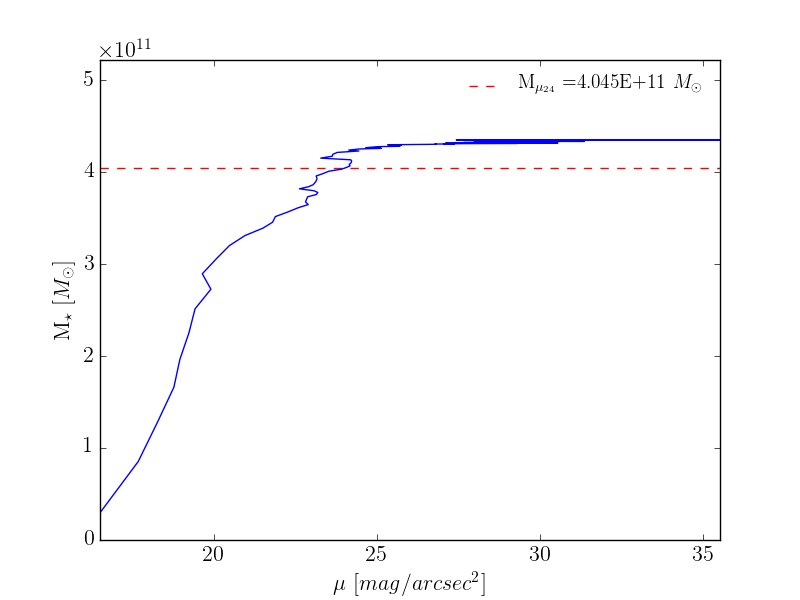 ×10¹¹
M_{μ₂₄} =4.045E+11 M_⊙
5
4
3
2
1
0
M_⋆ [M_⊙]
20 25 30 35
μ [mag/arcsec²]